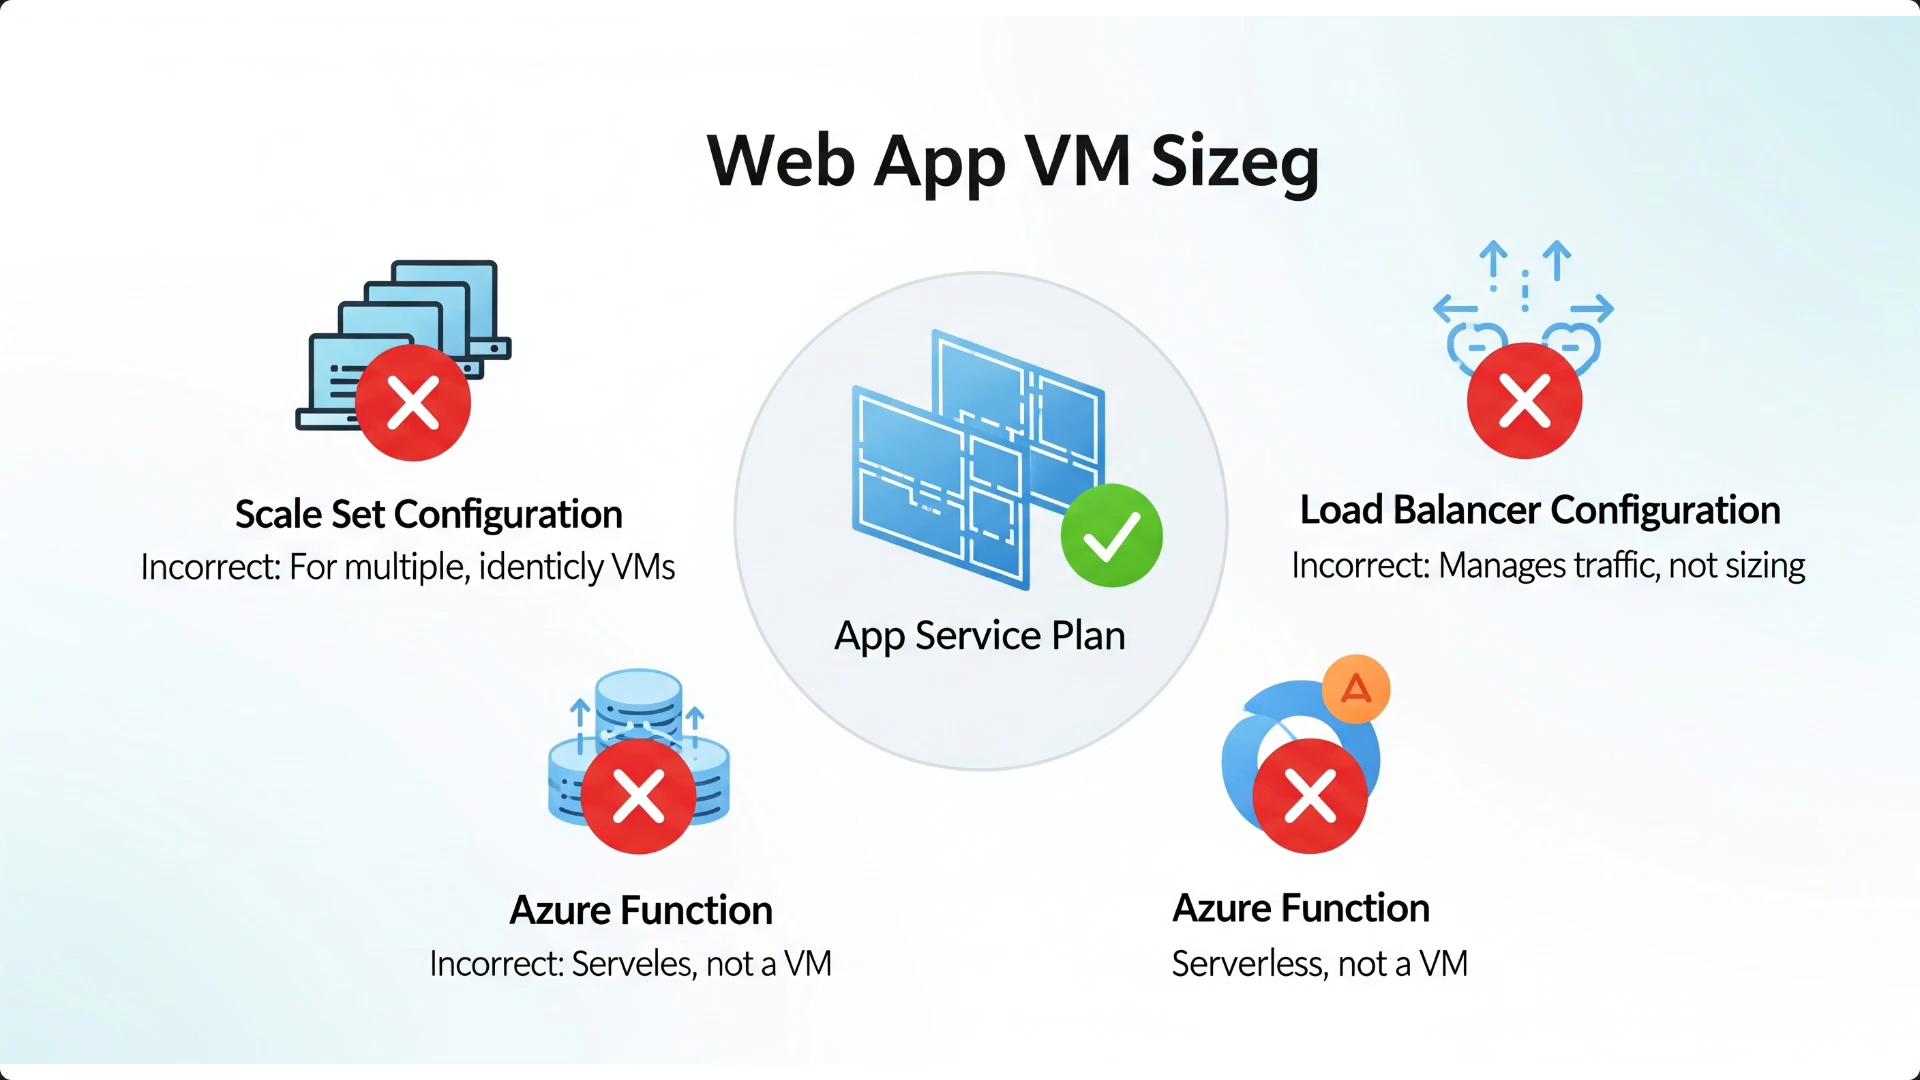 Web App VM Sizeg
Scale Set Configuration
Incorrect: For multiple, identicly VMs
App Service Plan
Load Balancer Configuration
Incorrect: Manages traffic, not sizing
Azure Function
Incorrect: Serveles, not a VM
Azure Function
Serverless, not a VM